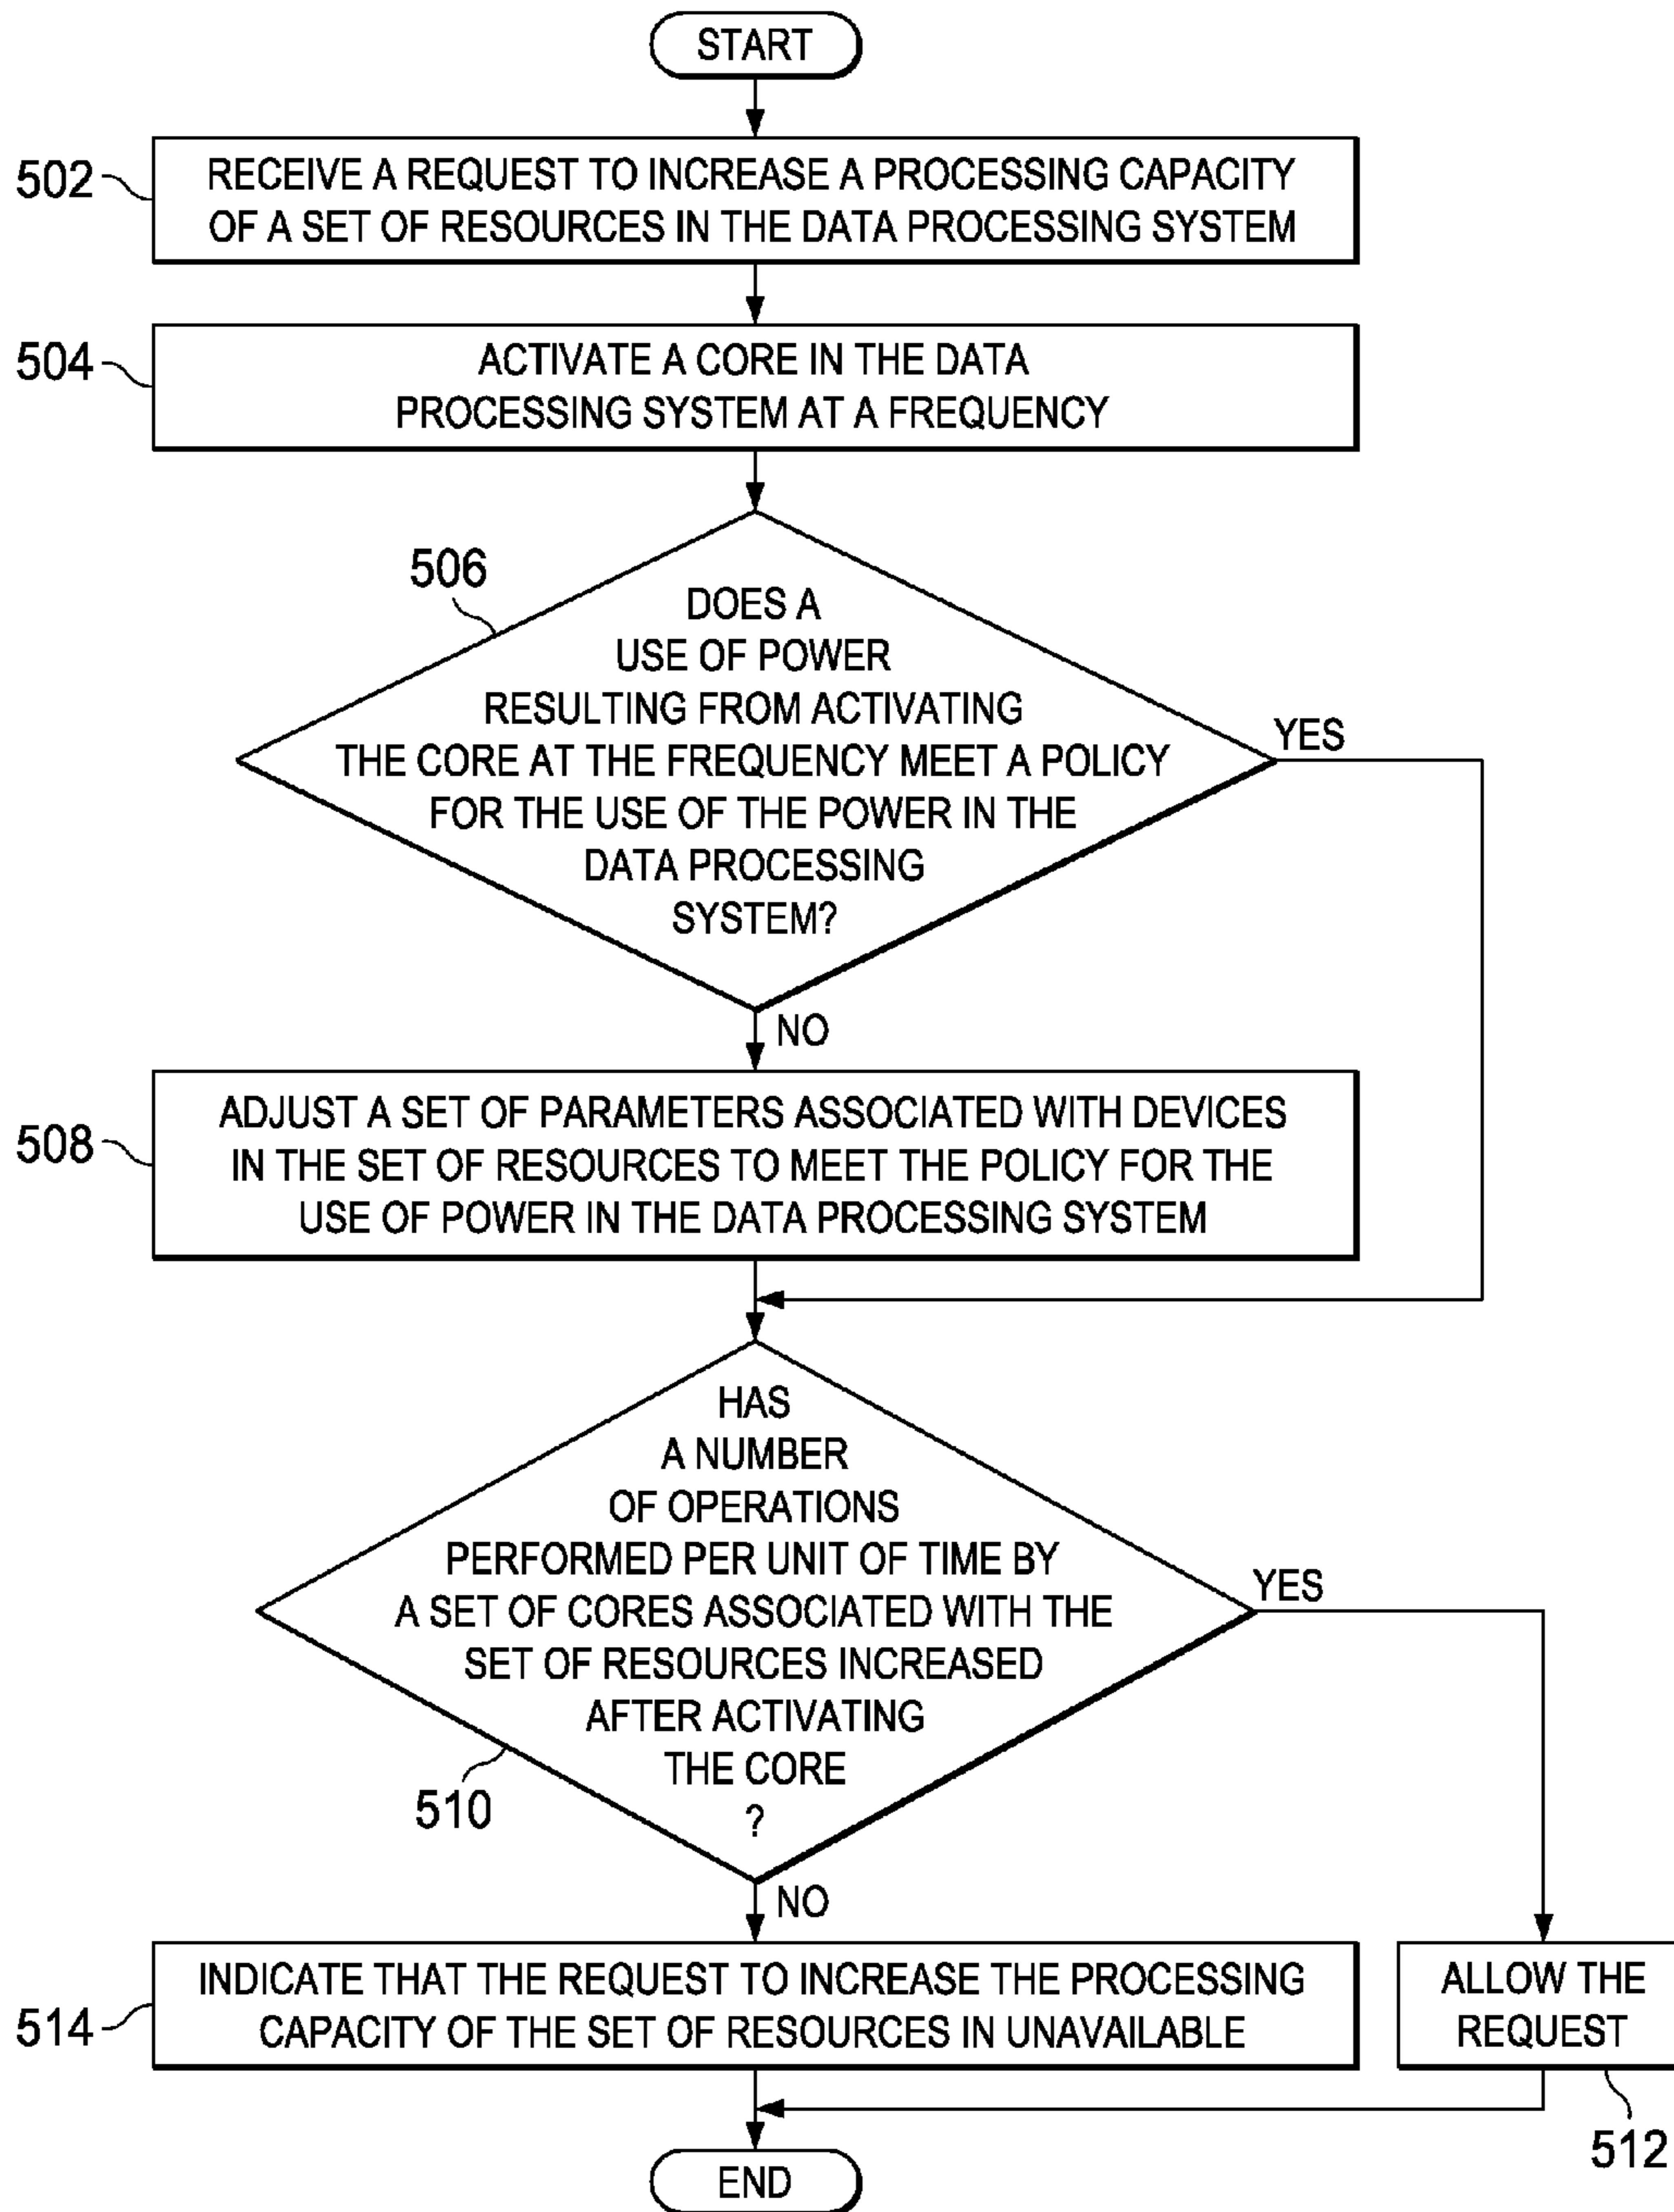 START
502
RECEIVE A REQUEST TO INCREASE A PROCESSING CAPACITY
OF A SET OF RESOURCES IN THE DATA PROCESSING SYSTEM
504
ACTIVATE A CORE IN THE DATA
PROCESSING SYSTEM AT A FREQUENCY
506
DOES A
USE OF POWER
RESULTING FROM ACTIVATING
THE CORE AT THE FREQUENCY MEET A POLICY
FOR THE USE OF THE POWER IN THE
DATA PROCESSING
SYSTEM?
YES
NO
508
ADJUST A SET OF PARAMETERS ASSOCIATED WITH DEVICES
IN THE SET OF RESOURCES TO MEET THE POLICY FOR THE
USE OF POWER IN THE DATA PROCESSING SYSTEM
HAS
A NUMBER
OF OPERATIONS
PERFORMED PER UNIT OF TIME BY
A SET OF CORES ASSOCIATED WITH THE
SET OF RESOURCES INCREASED
AFTER ACTIVATING
THE CORE
?
510
YES
NO
514
INDICATE THAT THE REQUEST TO INCREASE THE PROCESSING
CAPACITY OF THE SET OF RESOURCES IN UNAVAILABLE
ALLOW THE
REQUEST
512
END